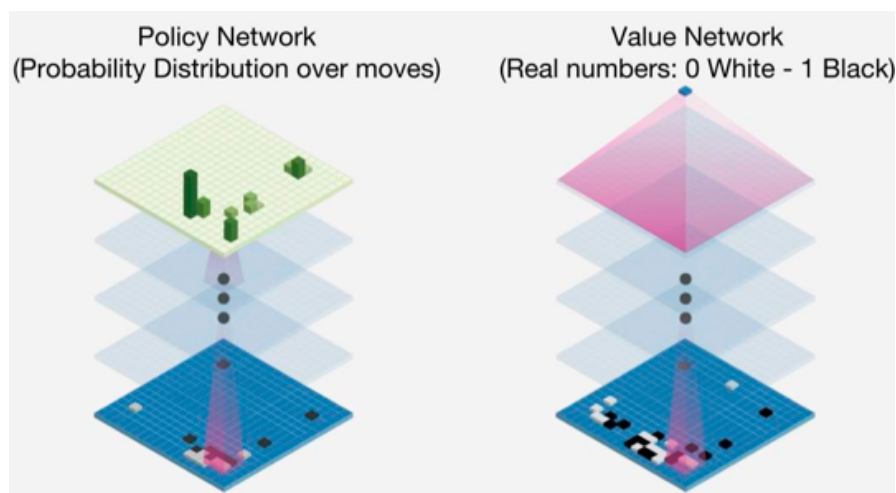 Policy Network
(Probability Distribution over moves)
Value Network
(Real numbers: 0 White - 1 Black)